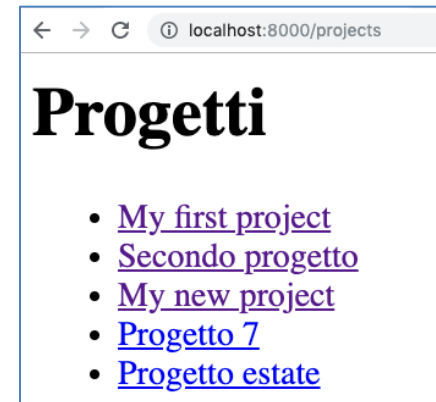 localhost:8000/projects
Progetti
My first project
Secondo progetto
My new project
Progetto 7
Progetto estate